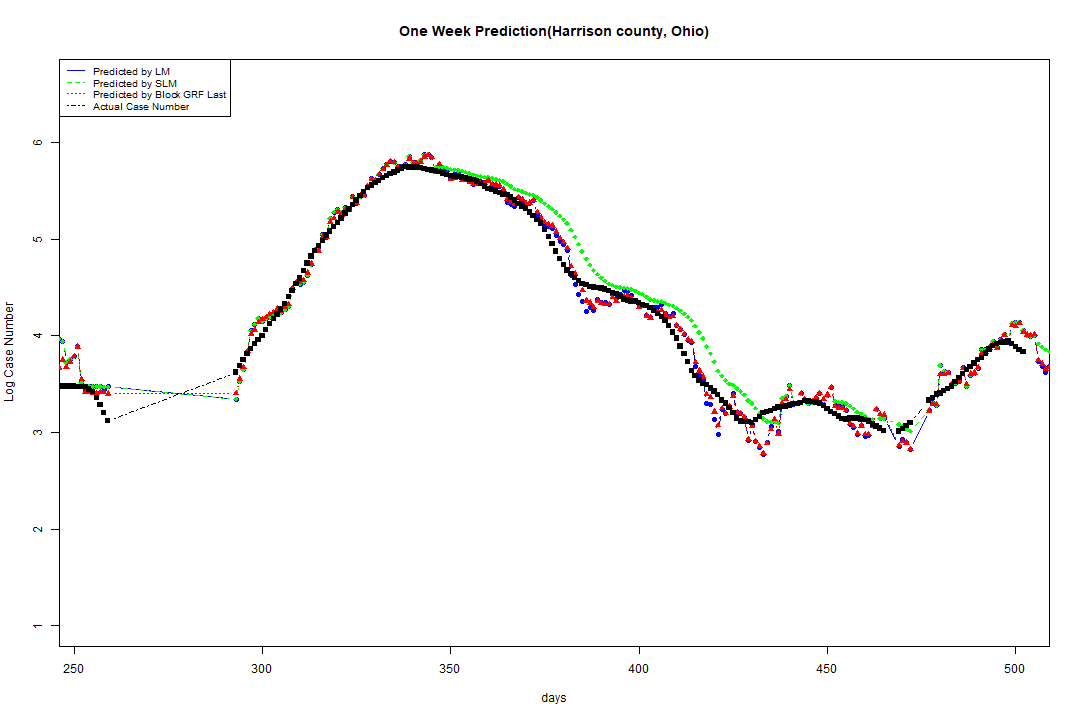 One Week Prediction(Harrison county, Ohio)
Predicted by LM
Predicted by SLM
Predicted by Block GRF Last
Actual Case Number
Log Case Number
6
5
4
3
2
1
250 300 350 400 450 500
days